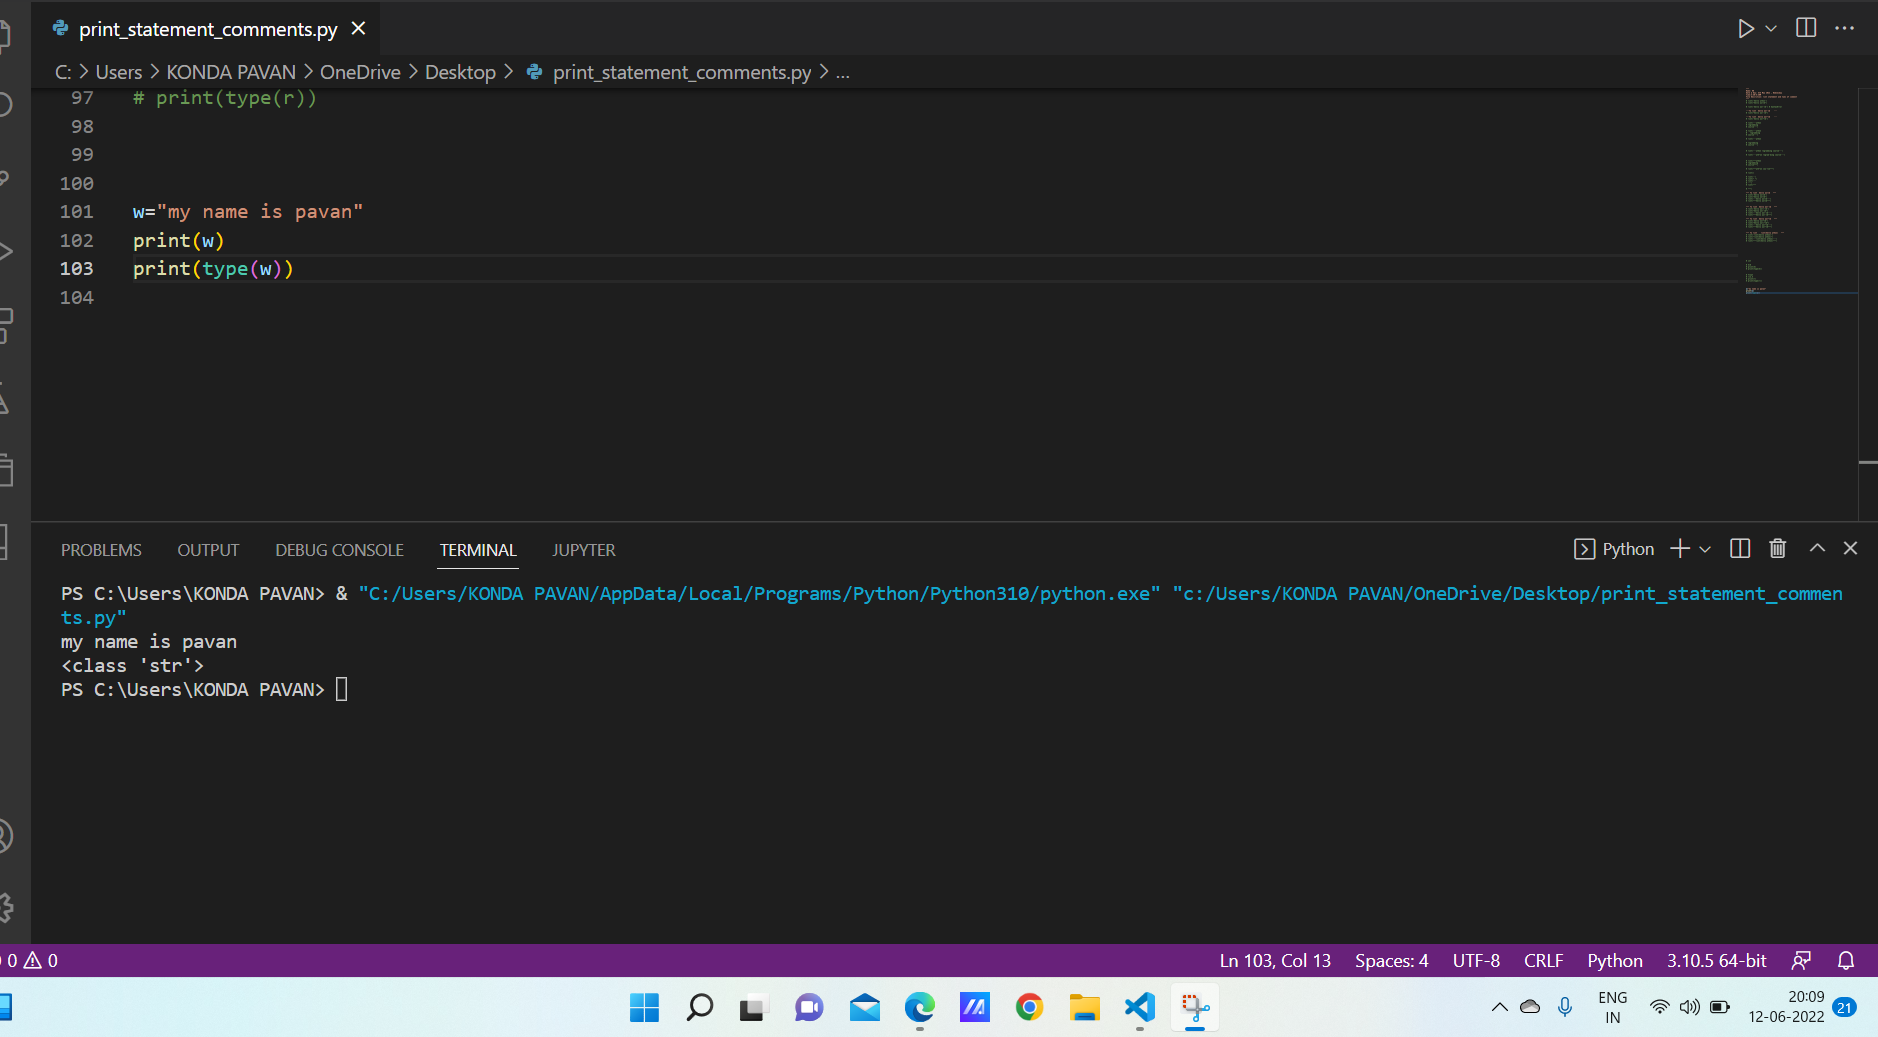 print_statement_comments.py
C: > Users > KONDA PAVAN > OneDrive > Desktop > print_statement_comments.py > ...
97 # print(type(r))
98
99
100
101 w="my name is pavan"
102 print(w)
103 print(type(w))
104
PROBLEMS OUTPUT DEBUG CONSOLE TERMINAL JUPYTER Python
PS C:\Users\KONDA PAVAN> & "C:/Users/KONDA PAVAN/AppData/Local/Programs/Python/Python310/python.exe" "c:/Users/KONDA PAVAN/OneDrive/Desktop/print_statement_commen
ts.py"
my name is pavan
<class 'str'>
PS C:\Users\KONDA PAVAN>
0 0 Ln 103, Col 13 Spaces: 4 UTF-8 CRLF Python 3.10.5 64-bit
ENG 20:09
IN 12-06-2022 21